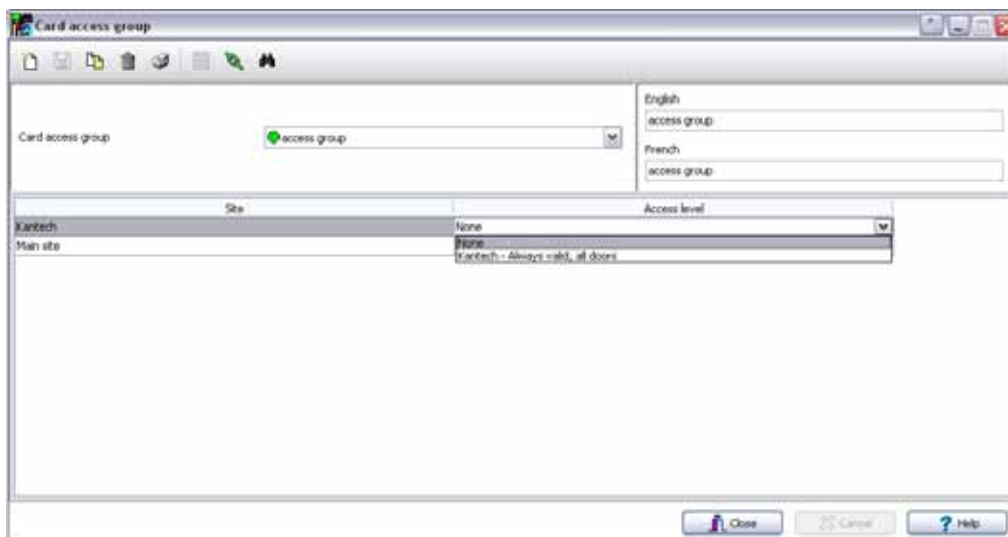 Card access group
English
access group
Card access group
access group
French
access group
Site
Access level
Kantech
None
Main site
None
Kantech - Always valid, all doors
Close
Cancel
Help